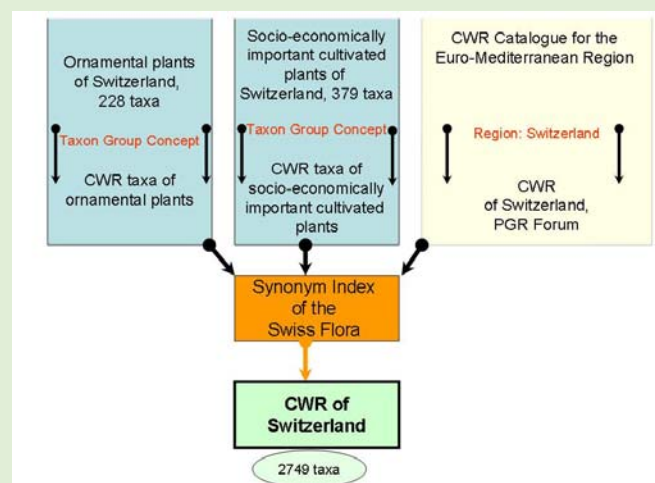 Ornamental plants
of Switzerland,
228 taxa
Taxon Group Concept
CWR taxa of
ornamental plants
Socio-economically
important cultivated
plants of
Switzerland, 379 taxa
Taxon Group Concept
CWR taxa of
socio-economically
important cultivated
plants
CWR Catalogue for the
Euro-Mediterranean Region
Region: Switzerland
CWR
of Switzerland,
PGR Forum
Synonym Index
of the
Swiss Flora
CWR of
Switzerland
2749 taxa